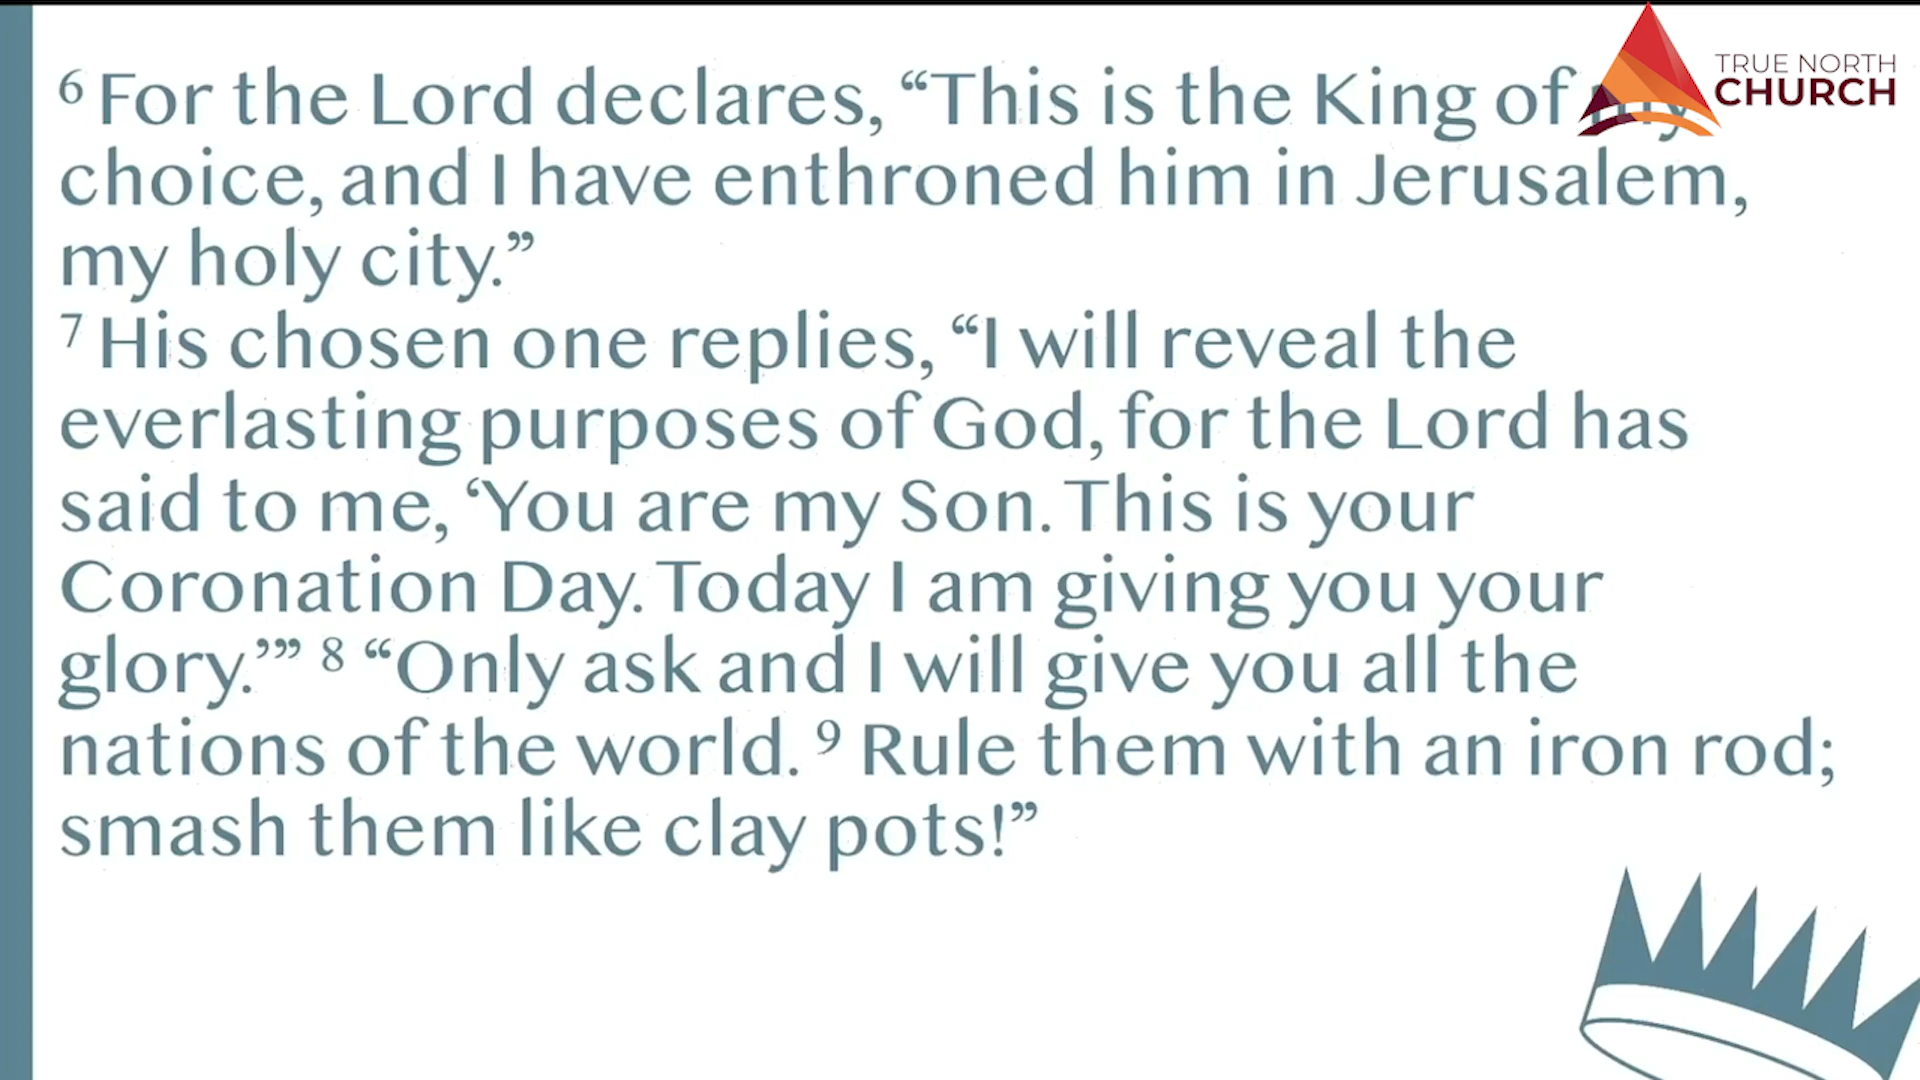 ⁶ For the Lord declares, “This is the King of my
choice, and I have enthroned him in Jerusalem,
my holy city.”
⁷ His chosen one replies, “I will reveal the
everlasting purposes of God, for the Lord has
said to me, ‘You are my Son. This is your
Coronation Day. Today I am giving you your
glory.’” ⁸ “Only ask and I will give you all the
nations of the world. ⁹ Rule them with an iron rod;
smash them like clay pots!”
TRUE NORTH
CHURCH